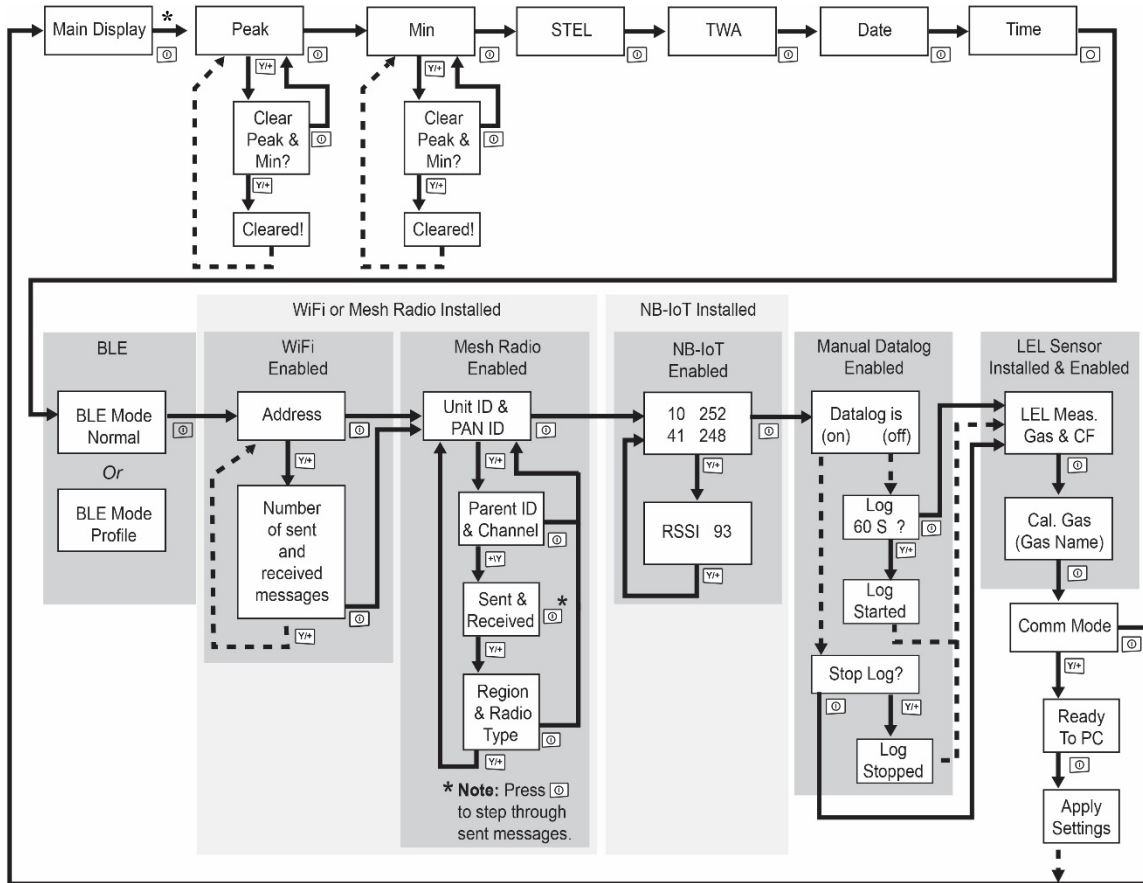 Main Display
*
Peak
Min
STEL
TWA
Date
Time
Y/+
Y/+
Clear
Peak &
Min?
Clear
Peak &
Min?
Y/+
Y/+
Cleared!
Cleared!
WiFi or Mesh Radio Installed
NB-IoT Installed
BLE
WiFi
Enabled
Mesh Radio
Enabled
NB-IoT
Enabled
Manual Datalog
Enabled
LEL Sensor
Installed & Enabled
BLE Mode
Normal
Or
BLE Mode
Profile
Address
Y/+
Number
of sent
and
received
messages
Y/+
Unit ID &
PAN ID
Y/+
Parent ID
& Channel
+\Y
Sent &
Received
*
Y/+
Region
& Radio
Type
Y/+
* Note: Press
to step through
sent messages.
10 252
41 248
Y/+
RSSI 93
Y/+
Datalog is
(on) (off)
Log
60 S ?
Y/+
Log
Started
Stop Log?
Y/+
Log
Stopped
LEL Meas.
Gas & CF
Cal. Gas
(Gas Name)
Comm Mode
Y/+
Ready
To PC
Apply
Settings